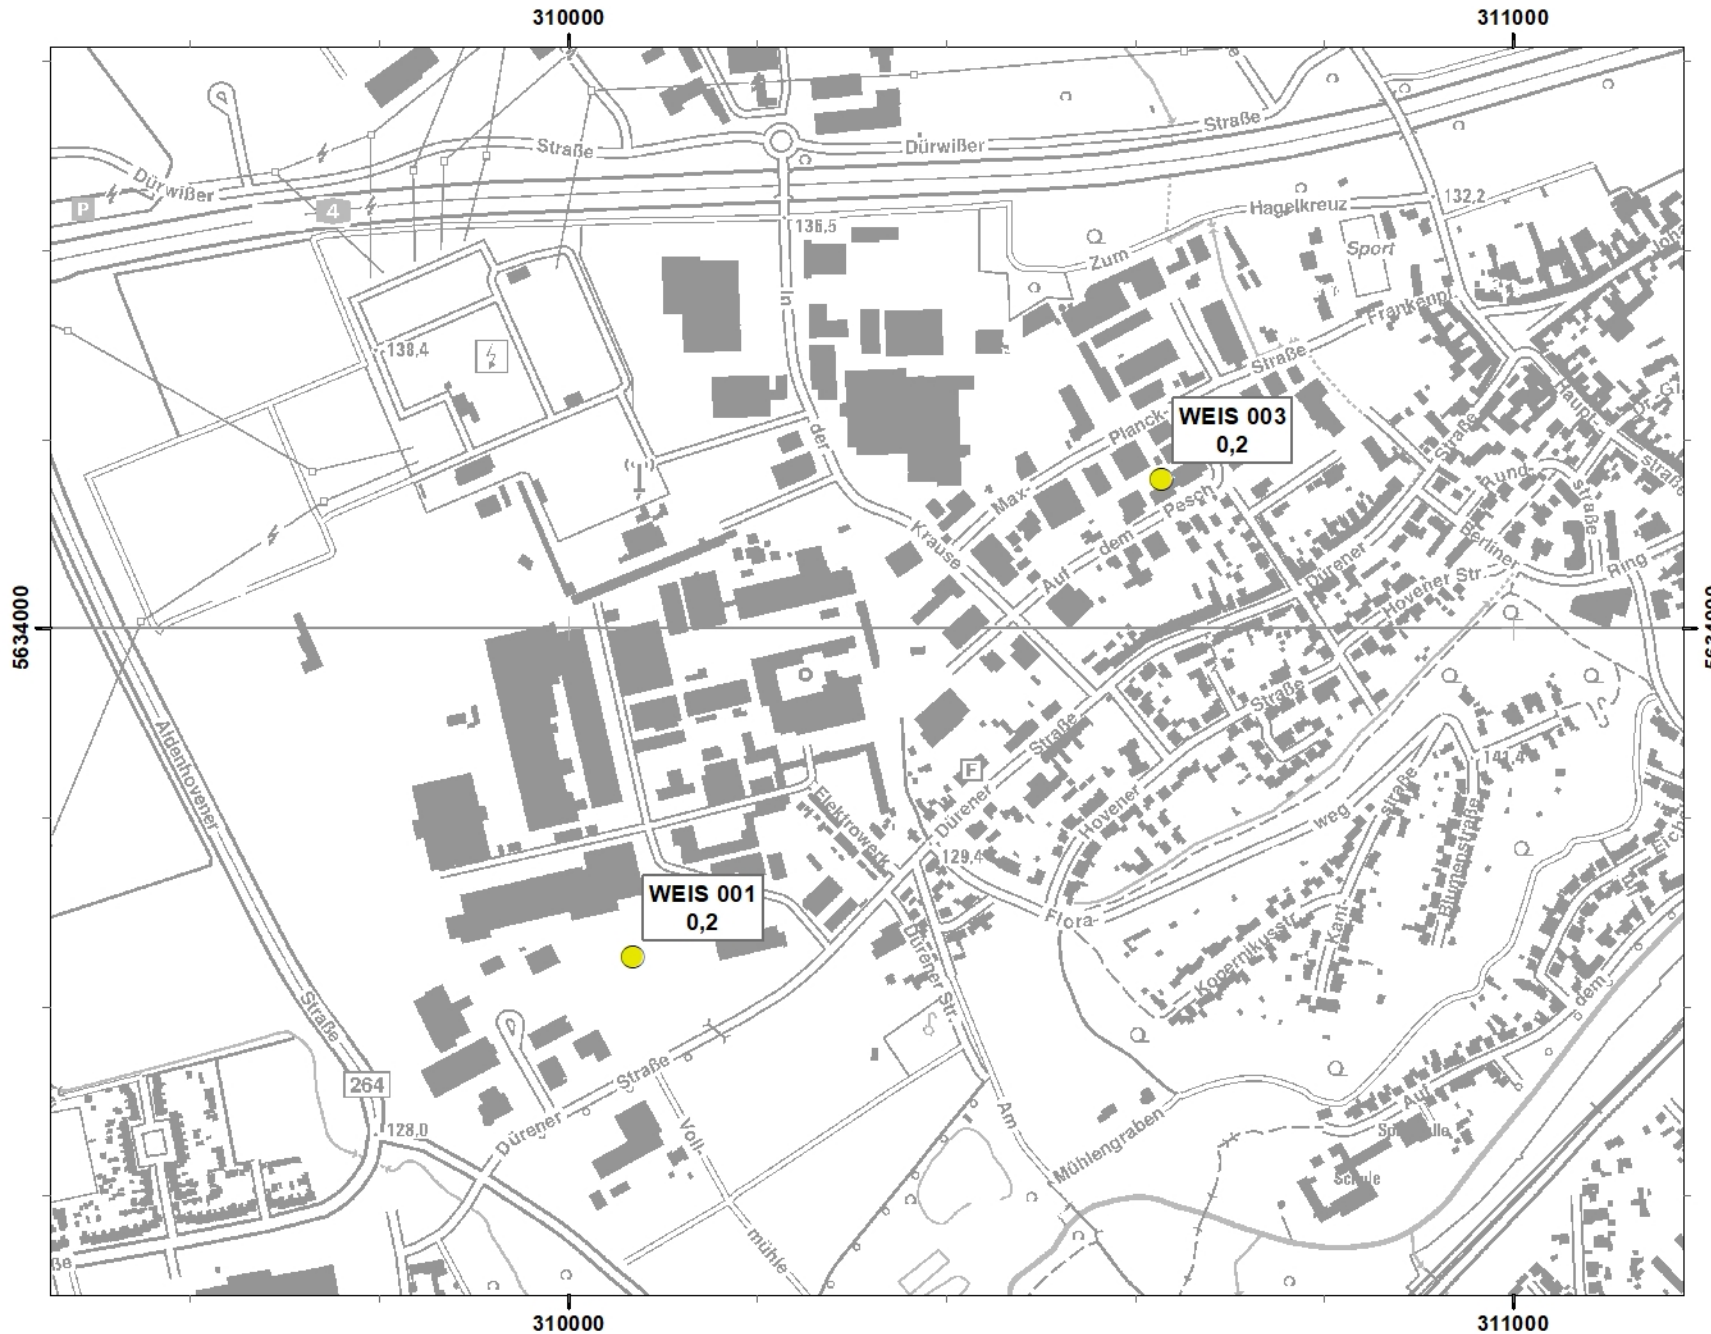 310000
311000
Straße
Dürwißer
Straße
Dürwißer
P
4
Hagelkreuz
132,2
136,5
Zum
Sport
In
Frankenpl.
138,4
Straße
Haupt-
Dr.
WEIS 003
0,2
Planck-
der
Straße
straße
Rund-
straße
Max-
Pesch
Krause
dem
Auf
Berliner
Dürener
Hovener Str.
Ring
5634000
Straße
Straße
Aldenhovener
F
141,4
Dürener
Hovener
weg
straße
Elektrowerk
129,4
Blumenstraße
WEIS 001
0,2
Flora-
Kant-
Kopernikusstr.
Dürener Str.
dem
Straße
264
Straße
Auf
128,0
Dürener
Voll-
Am
Mühlengraben
Schule
mühle
ße
310000
311000